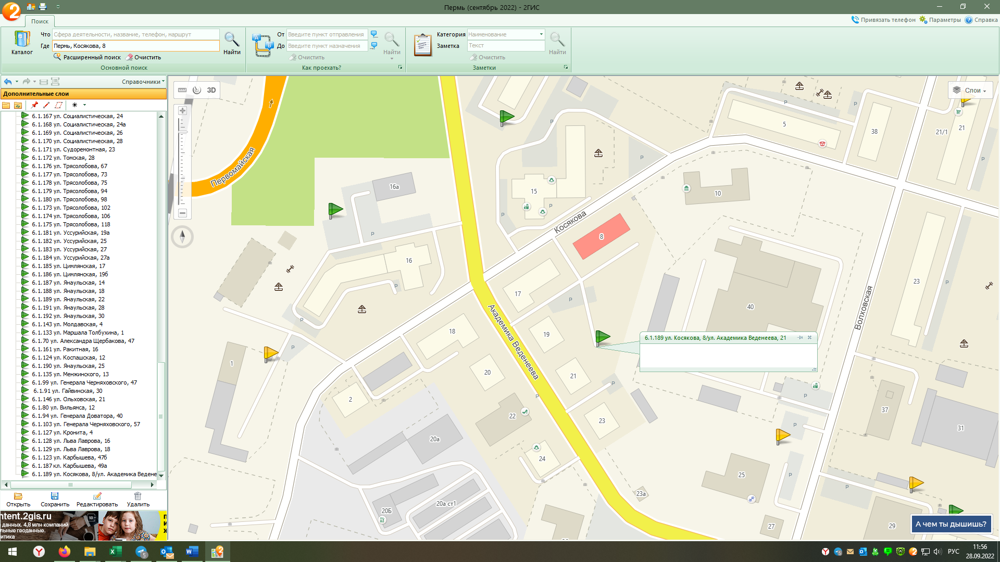 Пермь (сентябрь 2022) - 2ГИС
Поиск
Привязать телефон
Параметры
Справка
Каталог
Что
Сфера деятельности, название, телефон, маршрут
Где
Пермь, Косякова, 8
Расширенный поиск
Очистить
Найти
Основной поиск
От
Введите пункт отправления
До
Введите пункт назначения
Очистить
Найти
Как проехать?
Категория
Наименование
Заметка
Текст
Очистить
Найти
Заметки
Справочники
Дополнительные слои
6.1.167 ул. Социалистическая, 24
6.1.168 ул. Социалистическая, 24а
6.1.169 ул. Социалистическая, 26
6.1.170 ул. Социалистическая, 28
6.1.171 ул. Судоремонтная, 23
6.1.172 ул. Томская, 28
6.1.176 ул. Трясолобова, 67
6.1.177 ул. Трясолобова, 73
6.1.178 ул. Трясолобова, 75
6.1.179 ул. Трясолобова, 94
6.1.180 ул. Трясолобова, 98
6.1.173 ул. Трясолобова, 102
6.1.174 ул. Трясолобова, 106
6.1.175 ул. Трясолобова, 118
6.1.181 ул. Уссурийская, 19а
6.1.182 ул. Уссурийская, 25
6.1.183 ул. Уссурийская, 27
6.1.184 ул. Уссурийская, 27а
6.1.185 ул. Цимлянская, 17
6.1.186 ул. Цимлянская, 19б
6.1.187 ул. Янаульская, 14
6.1.188 ул. Янаульская, 18
6.1.189 ул. Янаульская, 22
6.1.191 ул. Янаульская, 28
6.1.192 ул. Янаульская, 30
6.1.143 ул. Молдавская, 4
6.1.133 ул. Маршала Толбухина, 1
6.1.70 ул. Александра Щербакова, 47
6.1.161 ул. Ракитная, 16
6.1.124 ул. Коспашская, 12
6.1.190 ул. Янаульская, 25
6.1.135 ул. Менжинского, 13
6.1.99 ул. Генерала Черняховского, 47
6.1.91 ул. Гайвинская, 30
6.1.146 ул. Ольховская, 21
6.1.80 ул. Вильямса, 12
6.1.94 ул. Генерала Доватора, 40
6.1.103 ул. Генерала Черняховского, 57
6.1.127 ул. Кронита, 4
6.1.128 ул. Льва Лаврова, 16
6.1.129 ул. Льва Лаврова, 18
6.1.123 ул. Карбышева, 47б
6.1.187 кл. Карбышева, 49а
6.1.189 ул. Косякова, 8/ул. Академика Ведене
Открыть
Сохранить
Редактировать
Удалить
ntent.2gis.ru
данных. 4,8 млн компаний
льные геоданные.
итика
18+
3D
Слои
Первомайская
Косякова
Академика Веденеева
Волховская
16а
16
15
8
10
5
38
21/1
21
17
19
18
20
21
22
23
24
2
1
20а
20Б
20а ст1
23а
40
23
37
31
25
27
29
6.1.189 ул. Косякова, 8/ул. Академика Веденеева, 21
А чем ты дышишь?
РУС
11:56
28.09.2022